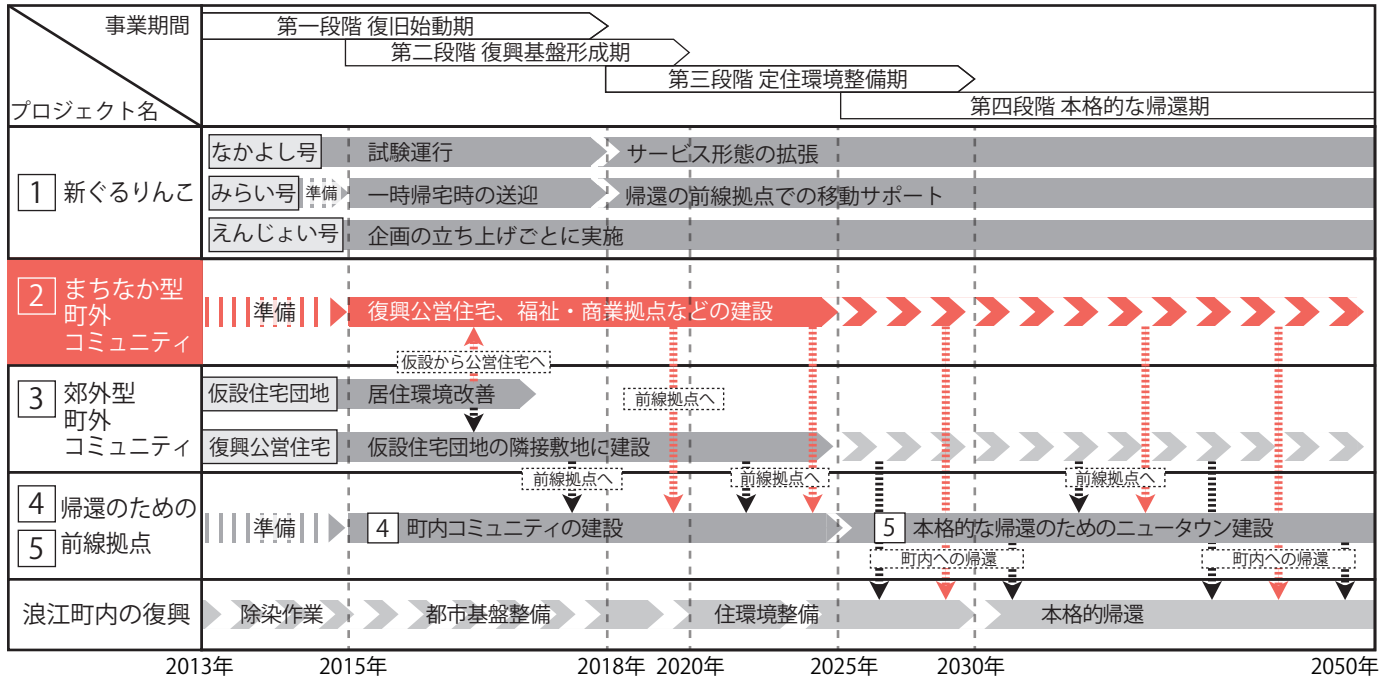 事業期間
プロジェクト名
第一段階 復旧始動期
第二段階 復興基盤形成期
第三段階 定住環境整備期
第四段階 本格的な帰還期
1 新ぐるりんこ
なかよし号
試験運行
サービス形態の拡張
みらい号
準備
一時帰宅時の送迎
帰還の前線拠点での移動サポート
えんじょい号
企画の立ち上げごとに実施
2 まちなか型
町外
コミュニティ
準備
復興公営住宅、福祉・商業拠点などの建設
仮設から公営住宅へ
3 郊外型
町外
コミュニティ
仮設住宅団地
居住環境改善
前線拠点へ
復興公営住宅
仮設住宅団地の隣接敷地に建設
前線拠点へ
前線拠点へ
前線拠点へ
4 帰還のための
5 前線拠点
準備
4 町内コミュニティの建設
5 本格的な帰還のためのニュータウン建設
町内への帰還
町内への帰還
浪江町内の復興
除染作業
都市基盤整備
住環境整備
本格的帰還
2013年
2015年
2018年
2020年
2025年
2030年
2050年